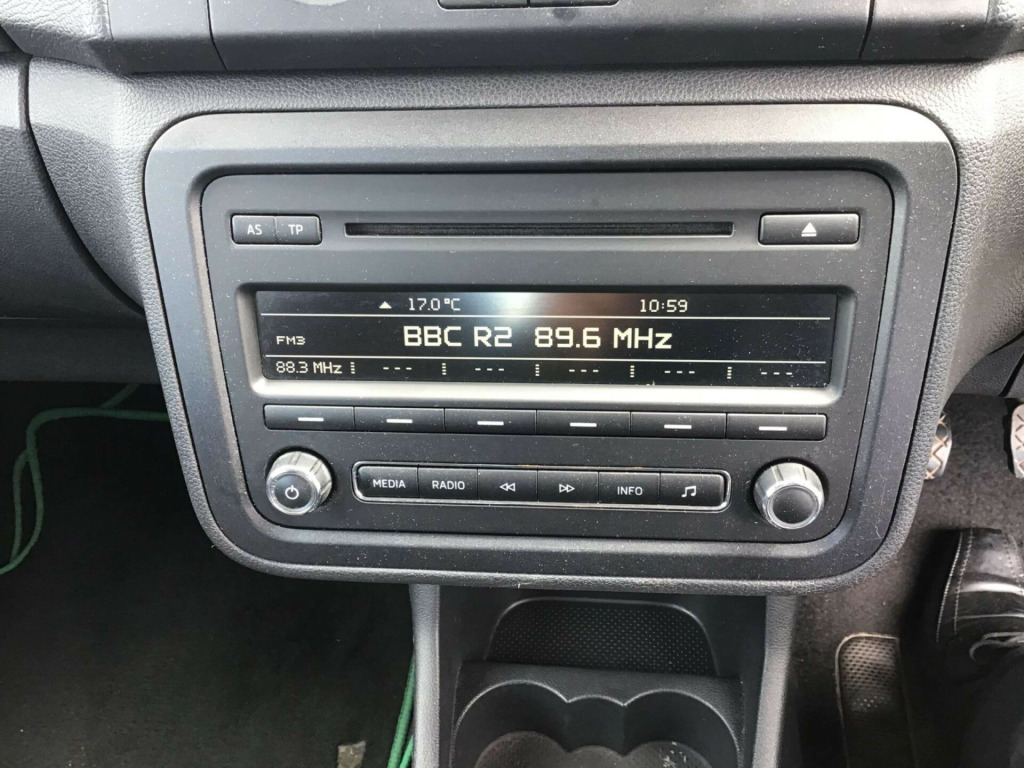 AS TP
17.0°C 10:59
FM3 BBC R2 89.6 MHz
88.3 MHz --- --- --- --- ---
MEDIA RADIO INFO